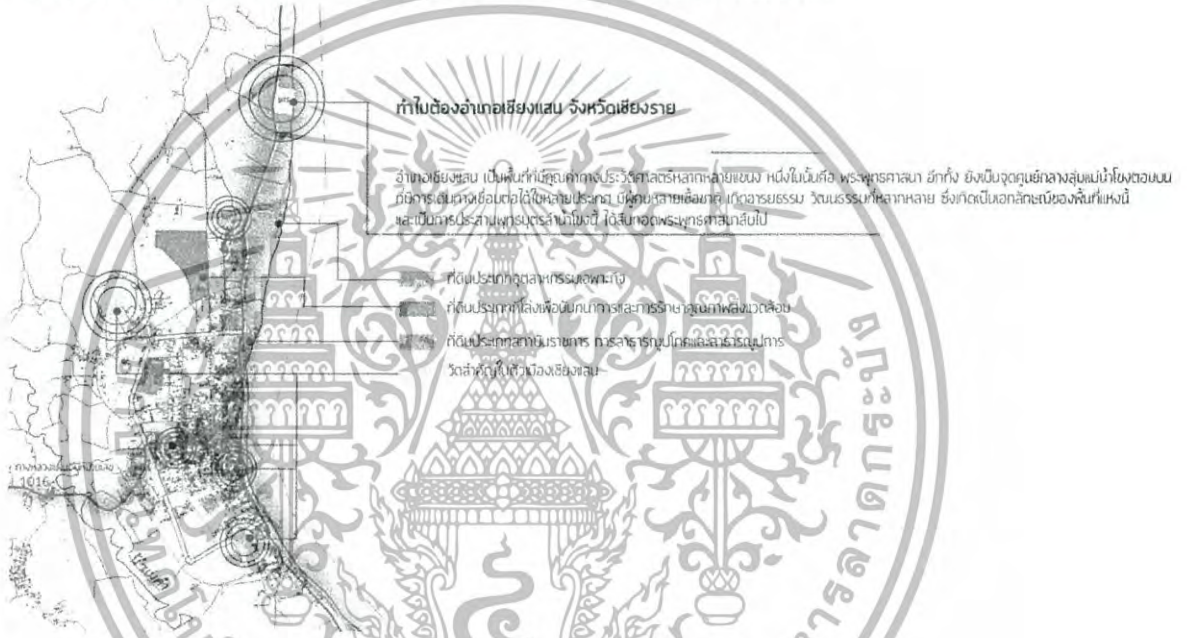 ทำไมต้องอำเภอเชียงแสน จังหวัดเชียงราย
อำเภอเชียงแสน เป็นพื้นที่ที่มีคุณค่าทางประวัติศาสตร์หลากหลายแขนง หนึ่งในนั้นคือ พระพุทธศาสนา อีกทั้ง ยังเป็นจุดศูนย์กลางลุ่มแม่น้ำโขงตอนบน
ที่มีการเดินทางเชื่อมต่อได้ในหลายประเทศ มีผู้คนหลายเชื้อชาติ เกิดอารยธรรม วัฒนธรรมที่หลากหลาย ซึ่งเกิดเป็นเอกลักษณ์ของพื้นที่แห่งนี้
และเป็นการประสานพุทธบุตรลำน้ำโขงนี้ ได้สืบทอดพระพุทธศาสนาสืบไป
ที่ดินประเภทอุตสาหกรรมเฉพาะกิจ
ที่ดินประเภทที่โล่งเพื่อนันทนาการและการรักษาคุณภาพสิ่งแวดล้อม
ที่ดินประเภทสถาบันราชการ การสาธารณูปโภคและสาธารณูปการ
วัดสำคัญในตัวเมืองเชียงแสน
1016